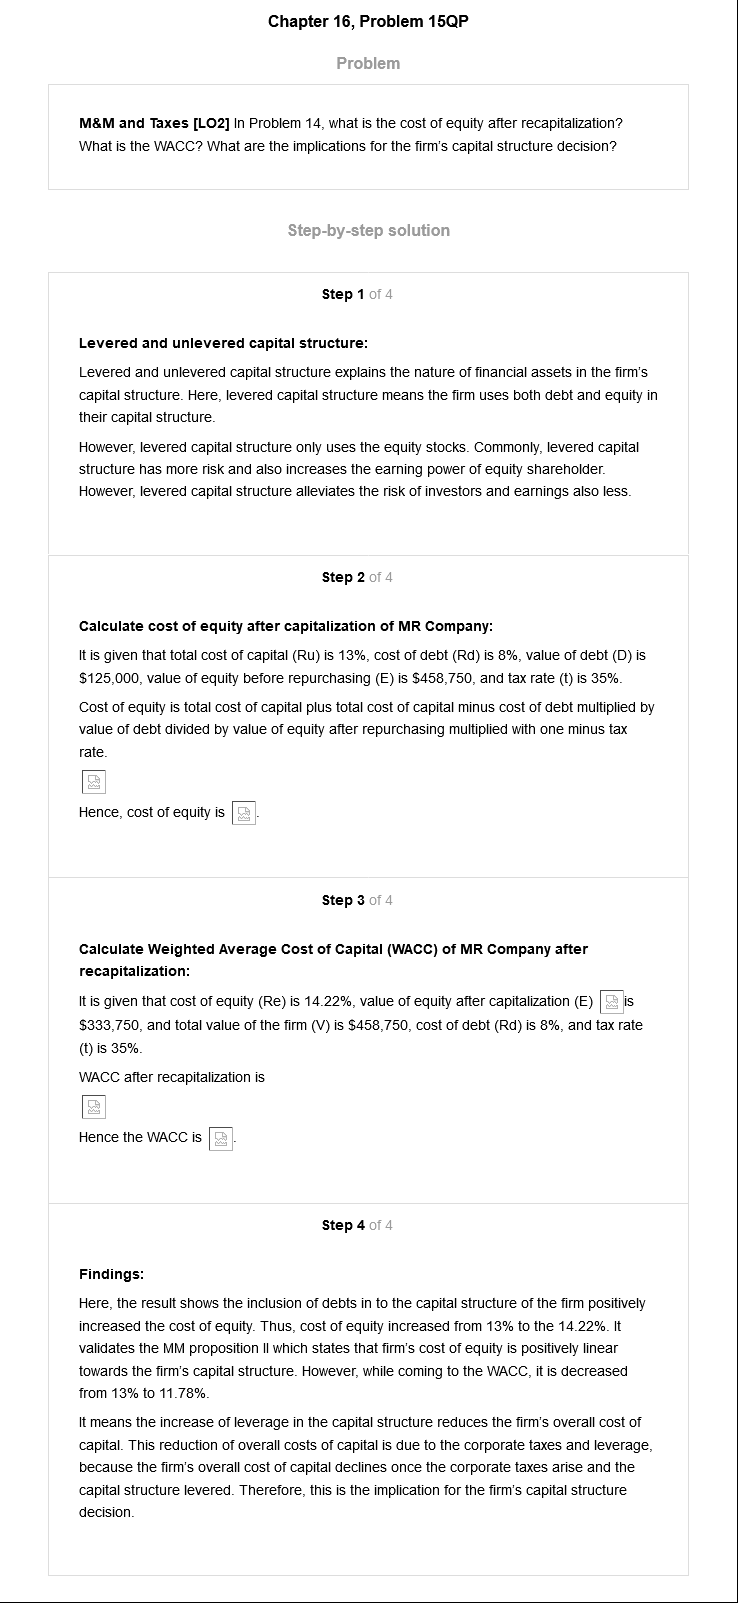 Chapter 16, Problem 15QP
Problem
M&M and Taxes [LO2] In Problem 14, what is the cost of equity after recapitalization?
What is the WACC? What are the implications for the firm's capital structure decision?
Step-by-step solution
Step 1 of 4
Levered and unlevered capital structure:
Levered and unlevered capital structure explains the nature of financial assets in the firm's
capital structure. Here, levered capital structure means the firm uses both debt and equity in
their capital structure.
However, levered capital structure only uses the equity stocks. Commonly, levered capital
structure has more risk and also increases the earning power of equity shareholder.
However, levered capital structure alleviates the risk of investors and earnings also less.
Step 2 of 4
Calculate cost of equity after capitalization of MR Company:
It is given that total cost of capital (Ru) is 13%, cost of debt (Rd) is 8%, value of debt (D) is
$125,000, value of equity before repurchasing (E) is $458,750, and tax rate (t) is 35%.
Cost of equity is total cost of capital plus total cost of capital minus cost of debt multiplied by
value of debt divided by value of equity after repurchasing multiplied with one minus tax
rate.
Hence, cost of equity is .
Step 3 of 4
Calculate Weighted Average Cost of Capital (WACC) of MR Company after
recapitalization:
It is given that cost of equity (Re) is 14.22%, value of equity after capitalization (E) is
$333,750, and total value of the firm (V) is $458,750, cost of debt (Rd) is 8%, and tax rate
(t) is 35%.
WACC after recapitalization is
Hence the WACC is .
Step 4 of 4
Findings:
Here, the result shows the inclusion of debts in to the capital structure of the firm positively
increased the cost of equity. Thus, cost of equity increased from 13% to the 14.22%. It
validates the MM proposition II which states that firm's cost of equity is positively linear
towards the firm's capital structure. However, while coming to the WACC, it is decreased
from 13% to 11.78%.
It means the increase of leverage in the capital structure reduces the firm's overall cost of
capital. This reduction of overall costs of capital is due to the corporate taxes and leverage,
because the firm's overall cost of capital declines once the corporate taxes arise and the
capital structure levered. Therefore, this is the implication for the firm's capital structure
decision.